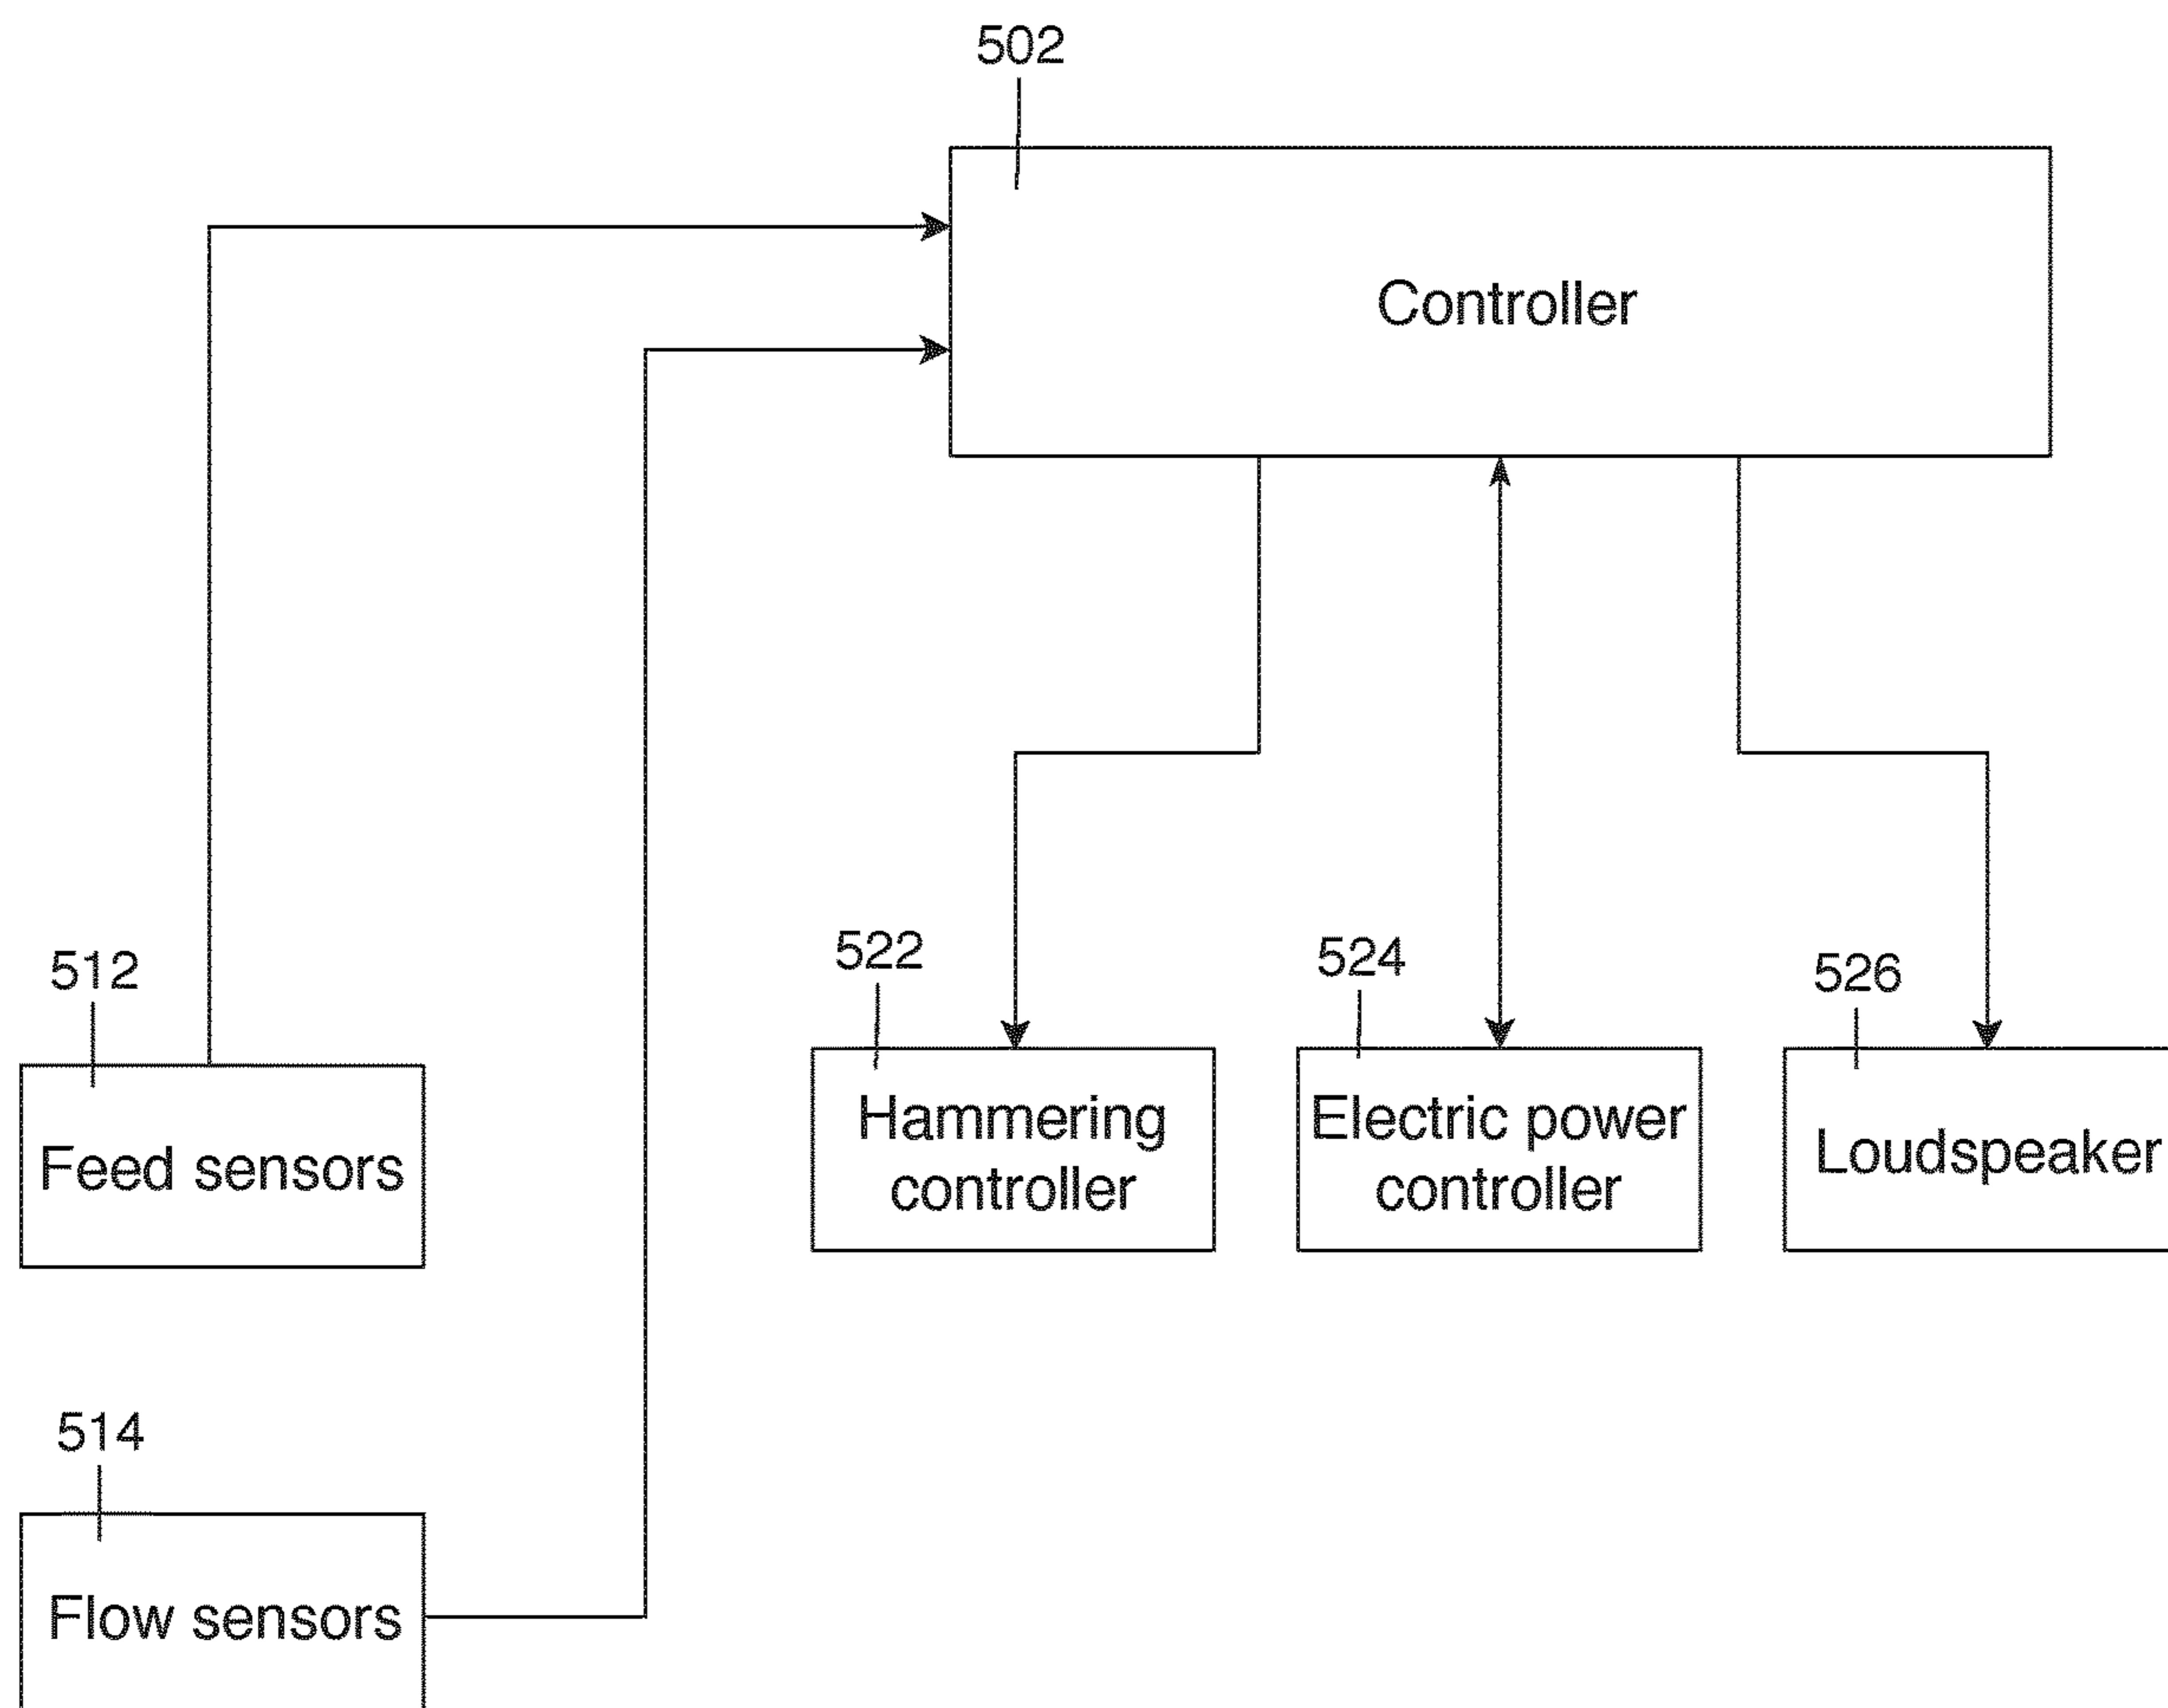 502
Controller
512
522
524
526
Feed sensors
Hammering
controller
Electric power
controller
Loudspeaker
514
Flow sensors